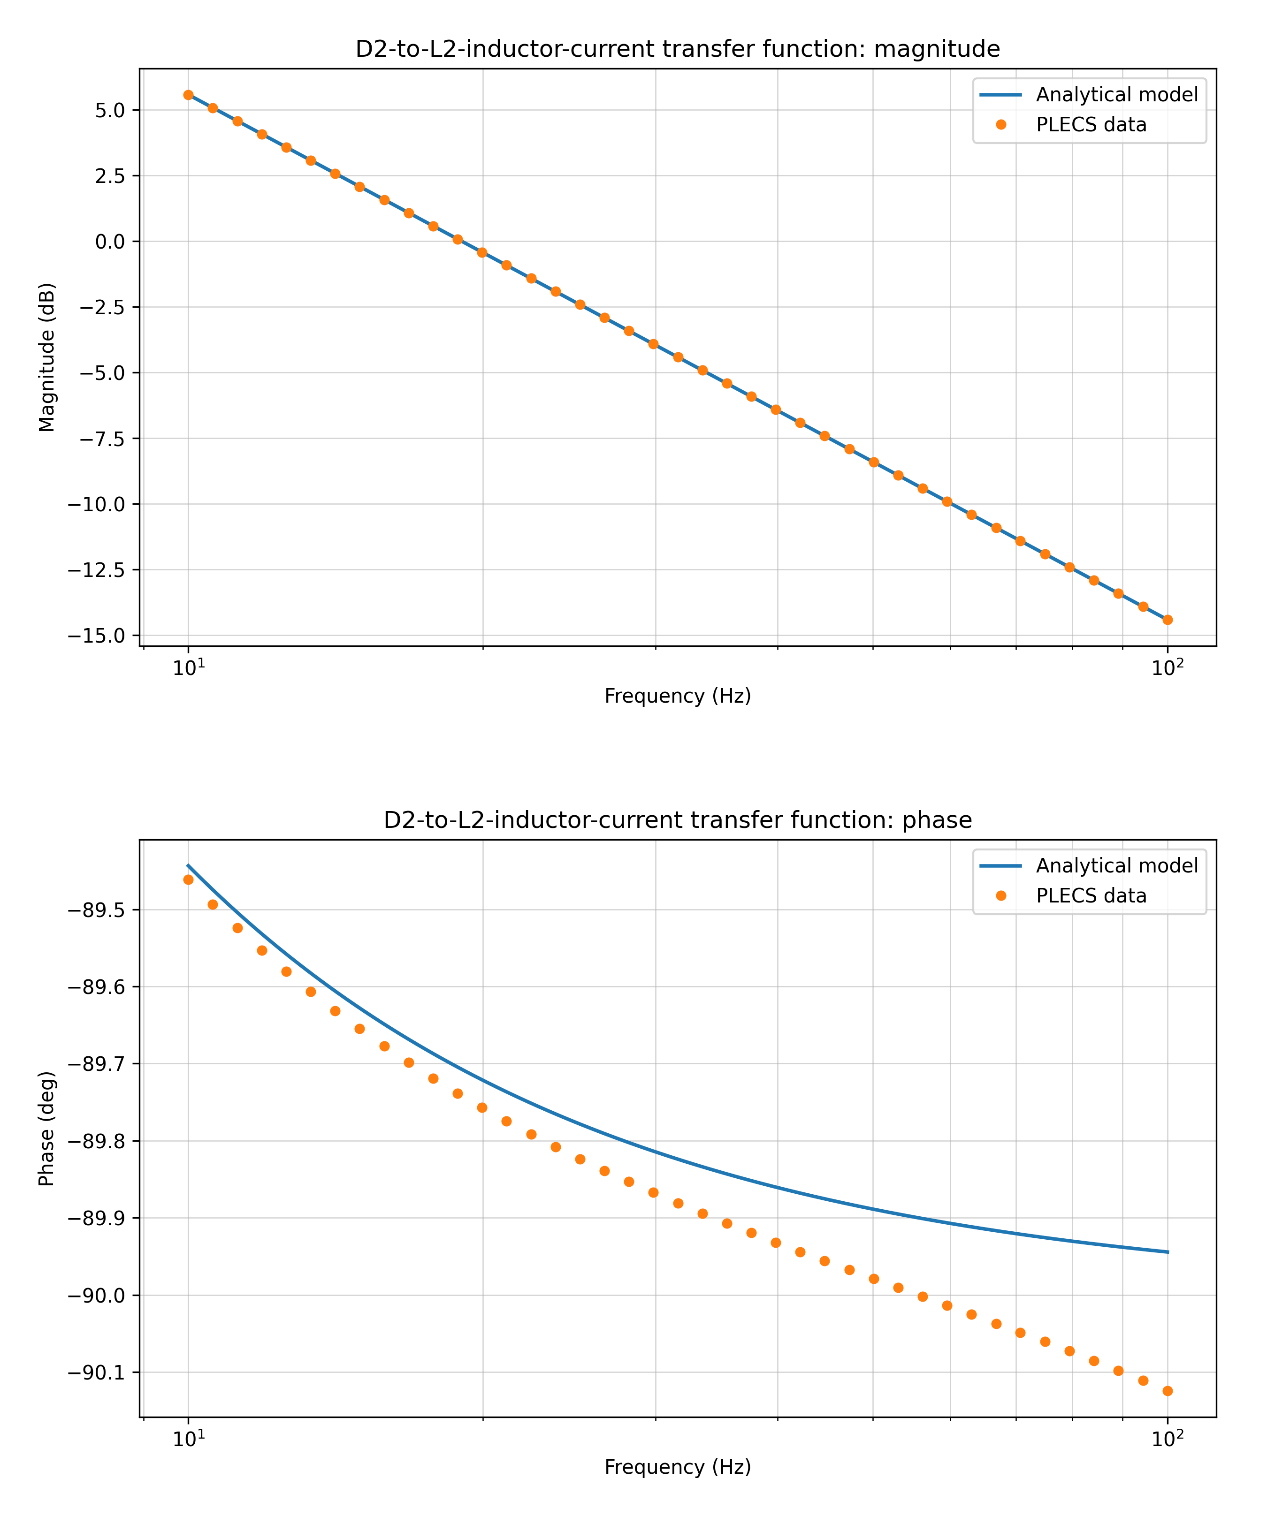 D2-to-L2-inductor-current transfer function: magnitude
Analytical model
PLECS data
5.0
2.5
0.0
−2.5
−5.0
−7.5
−10.0
−12.5
−15.0
Magnitude (dB)
10¹
10²
Frequency (Hz)
D2-to-L2-inductor-current transfer function: phase
Analytical model
PLECS data
−89.5
−89.6
−89.7
−89.8
−89.9
−90.0
−90.1
Phase (deg)
10¹
10²
Frequency (Hz)